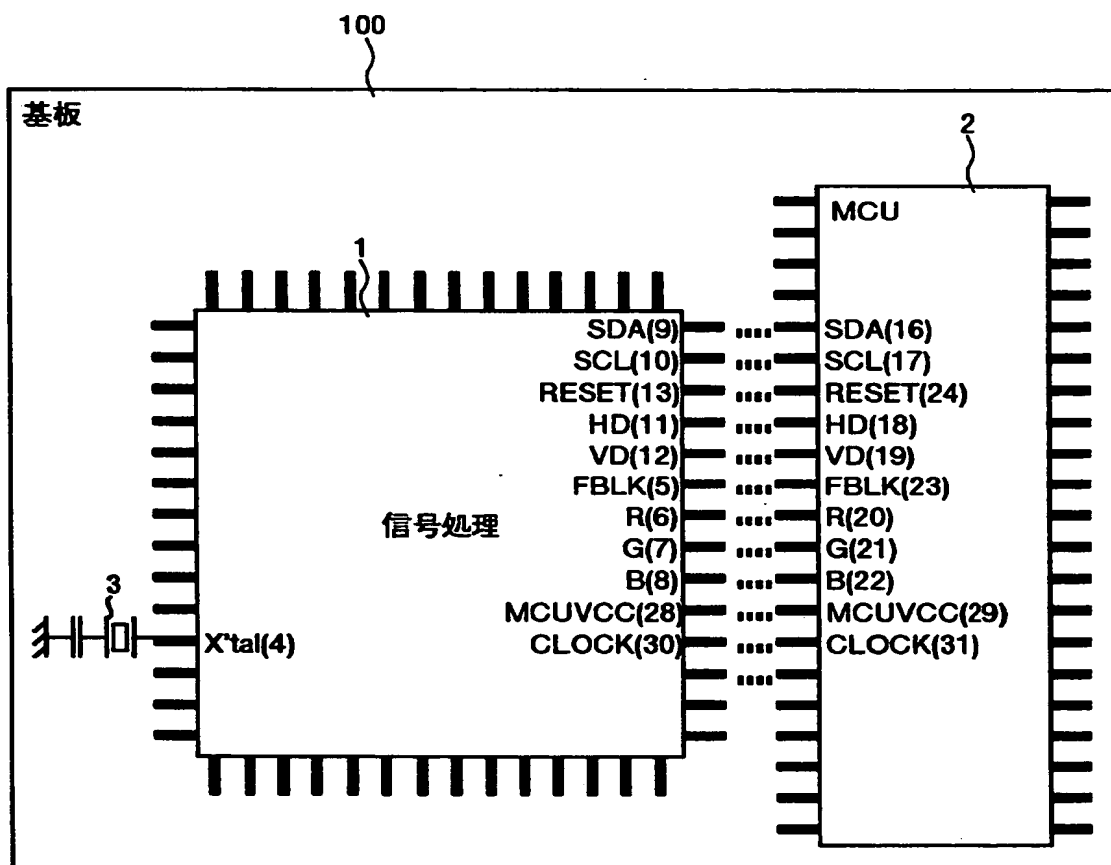 100
基板
2
MCU
1
SDA(9)
SCL(10)
RESET(13)
HD(11)
VD(12)
FBLK(5)
R(6)
G(7)
B(8)
MCUVCC(28)
CLOCK(30)
信号処理
3
X'tal(4)
SDA(16)
SCL(17)
RESET(24)
HD(18)
VD(19)
FBLK(23)
R(20)
G(21)
B(22)
MCUVCC(29)
CLOCK(31)